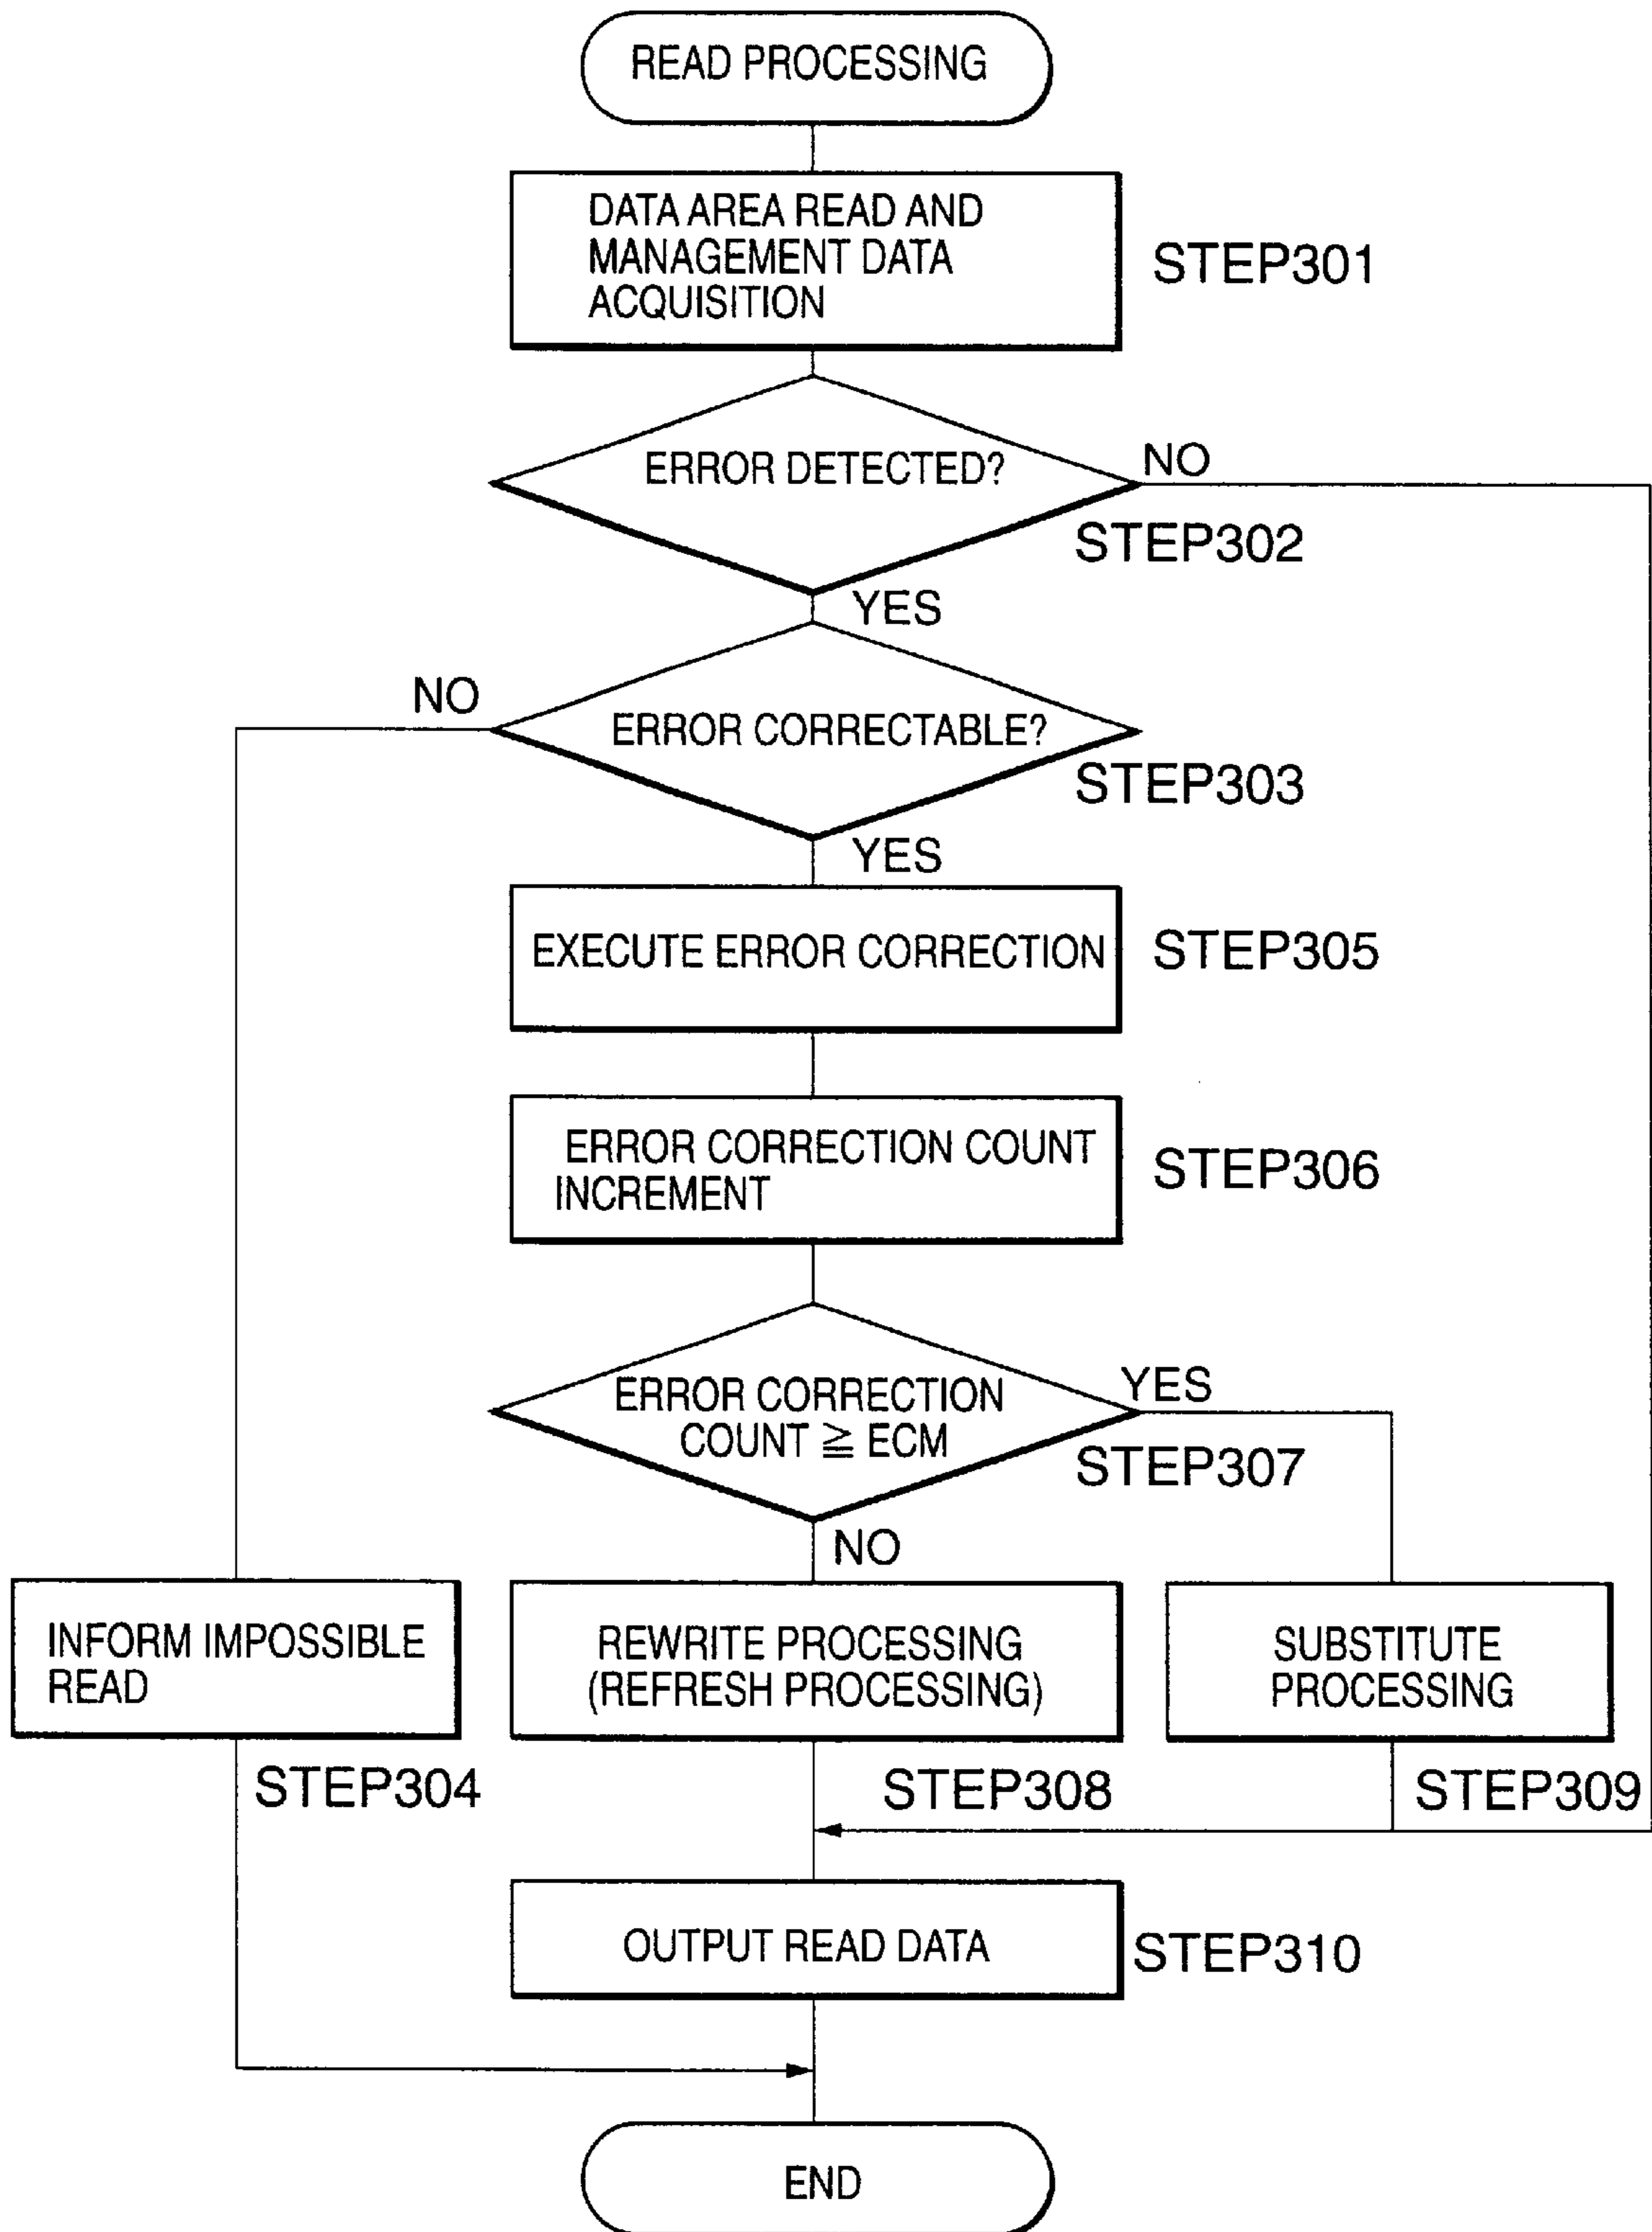 READ PROCESSING
DATA AREA READ AND
MANAGEMENT DATA
ACQUISITION
STEP301
ERROR DETECTED?
NO
STEP302
YES
NO
ERROR CORRECTABLE?
STEP303
YES
EXECUTE ERROR CORRECTION
STEP305
ERROR CORRECTION COUNT
INCREMENT
STEP306
ERROR CORRECTION
COUNT ≧ ECM
YES
STEP307
NO
INFORM IMPOSSIBLE
READ
STEP304
REWRITE PROCESSING
(REFRESH PROCESSING)
STEP308
SUBSTITUTE
PROCESSING
STEP309
OUTPUT READ DATA
STEP310
END